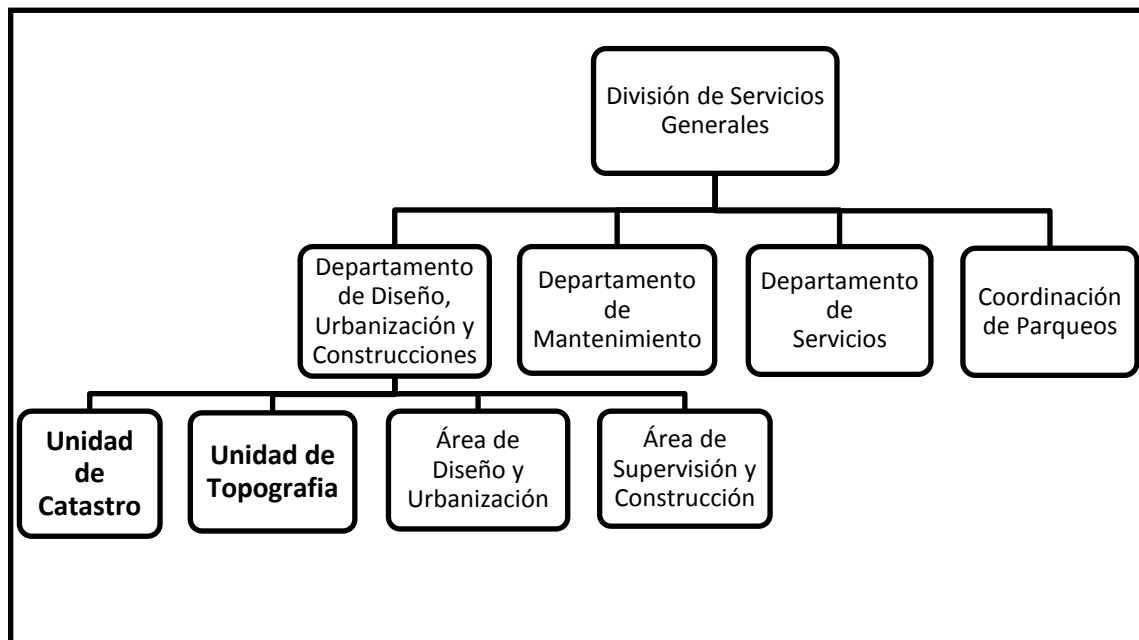 División de Servicios
Generales
Departamento
de Diseño,
Urbanización y
Construcciones
Departamento
de
Mantenimiento
Departamento
de
Servicios
Coordinación
de Parqueos
Unidad
de
Catastro
Unidad de
Topografia
Área de
Diseño y
Urbanización
Área de
Supervisión y
Construcción